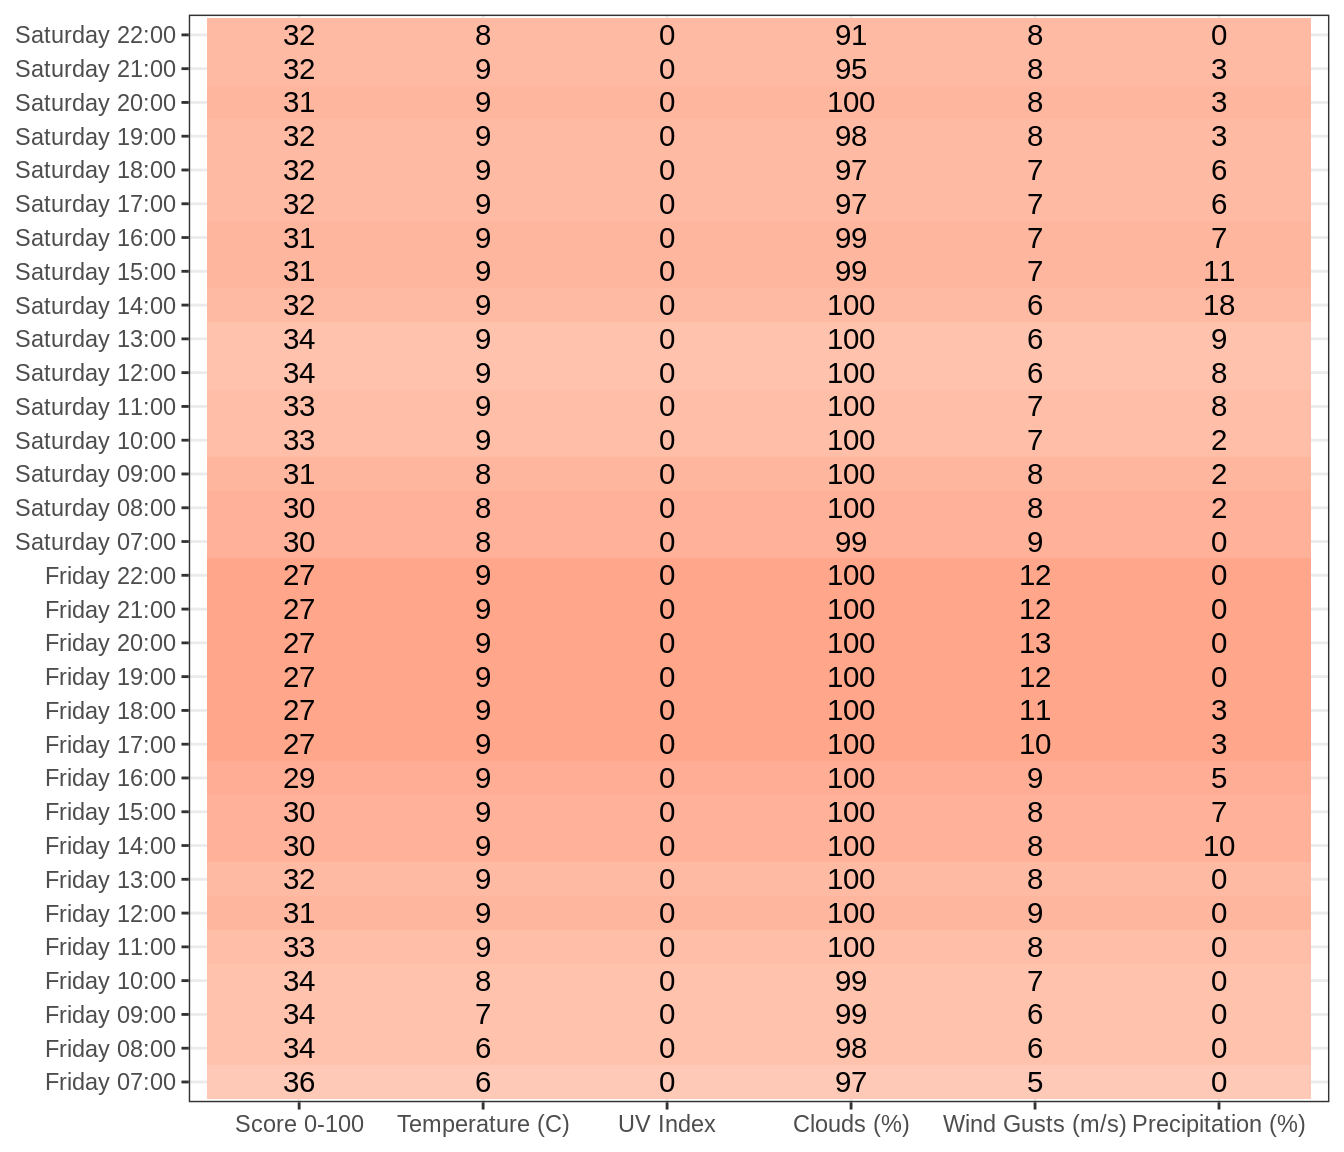 Saturday 22:00 32 8 0 91 8 0
Saturday 21:00 32 9 0 95 8 3
Saturday 20:00 31 9 0 100 8 3
Saturday 19:00 32 9 0 98 8 3
Saturday 18:00 32 9 0 97 7 6
Saturday 17:00 32 9 0 97 7 6
Saturday 16:00 31 9 0 99 7 7
Saturday 15:00 31 9 0 99 7 11
Saturday 14:00 32 9 0 100 6 18
Saturday 13:00 34 9 0 100 6 9
Saturday 12:00 34 9 0 100 6 8
Saturday 11:00 33 9 0 100 7 8
Saturday 10:00 33 9 0 100 7 2
Saturday 09:00 31 8 0 100 8 2
Saturday 08:00 30 8 0 100 8 2
Saturday 07:00 30 8 0 99 9 0
Friday 22:00 27 9 0 100 12 0
Friday 21:00 27 9 0 100 12 0
Friday 20:00 27 9 0 100 13 0
Friday 19:00 27 9 0 100 12 0
Friday 18:00 27 9 0 100 11 3
Friday 17:00 27 9 0 100 10 3
Friday 16:00 29 9 0 100 9 5
Friday 15:00 30 9 0 100 8 7
Friday 14:00 30 9 0 100 8 10
Friday 13:00 32 9 0 100 8 0
Friday 12:00 31 9 0 100 9 0
Friday 11:00 33 9 0 100 8 0
Friday 10:00 34 8 0 99 7 0
Friday 09:00 34 7 0 99 6 0
Friday 08:00 34 6 0 98 6 0
Friday 07:00 36 6 0 97 5 0
Score 0-100 Temperature (C) UV Index Clouds (%) Wind Gusts (m/s) Precipitation (%)